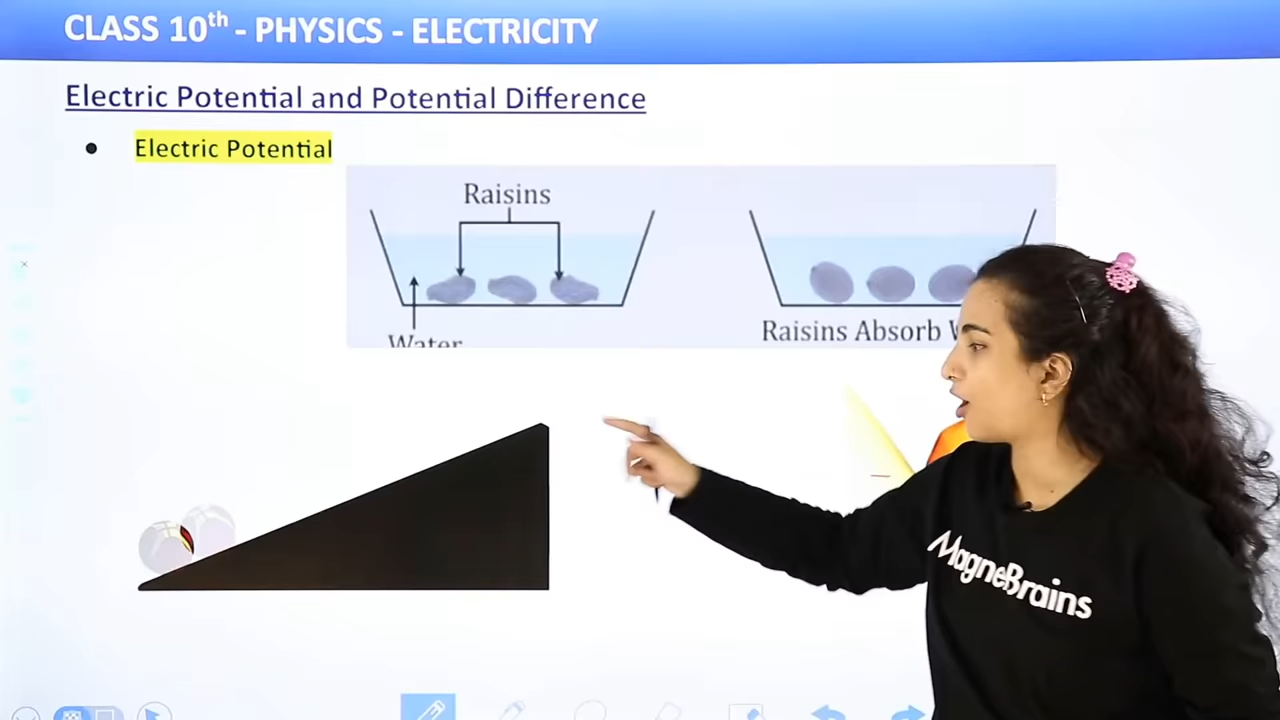 CLASS 10th - PHYSICS - ELECTRICITY
Electric Potential and Potential Difference
● Electric Potential
Raisins
Water
Raisins Absorb
MagneBrains